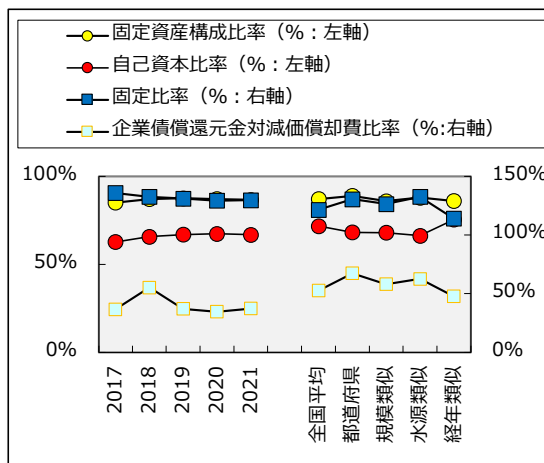 固定資産構成比率（%：左軸）
自己資本比率（%：左軸）
固定比率（%：右軸）
企業債償還元金対減価償却費比率（%:右軸）
100%
50%
0%
150%
100%
50%
0%
2017
2018
2019
2020
2021
全国平均
都道府県
規模類似
水源類似
経年類似